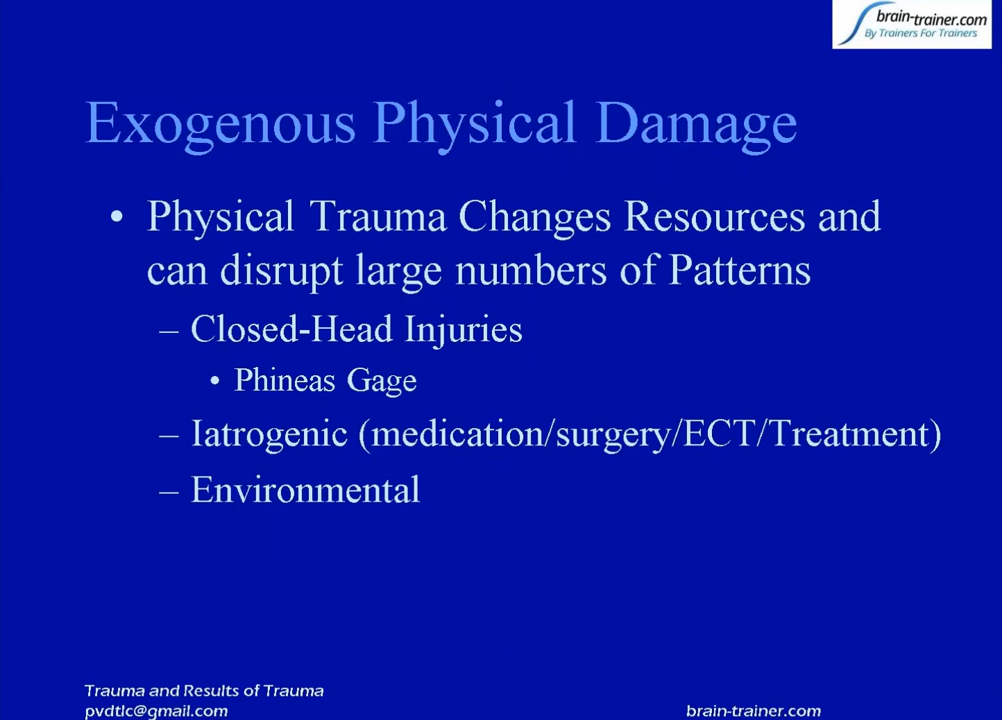 brain-trainer.com
By Trainers For Trainers
Exogenous Physical Damage
• Physical Trauma Changes Resources and
can disrupt large numbers of Patterns
– Closed-Head Injuries
• Phineas Gage
– Iatrogenic (medication/surgery/ECT/Treatment)
– Environmental
Trauma and Results of Trauma
pvdtlc@gmail.com
brain-trainer.com